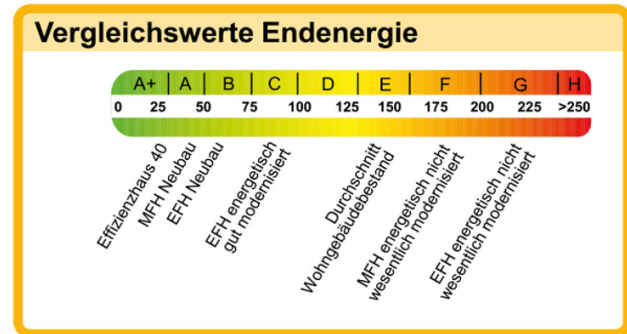 Vergleichswerte Endenergie
A+ A B C D E F G H
0 25 50 75 100 125 150 175 200 225 >250
Effizienzhaus 40
MFH Neubau
EFH Neubau
EFH energetisch
gut modernisiert
Durchschnitt
Wohngebäudebestand
MFH energetisch nicht
wesentlich modernisiert
EFH energetisch nicht
wesentlich modernisiert